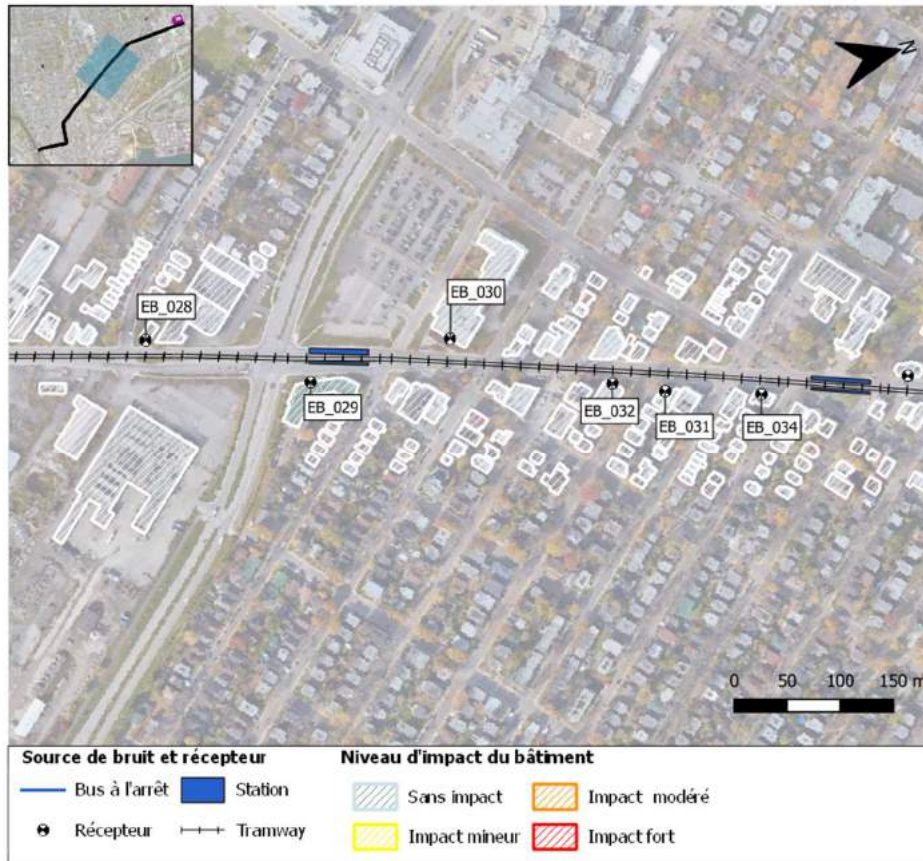 N
EB_028
EB_030
EB_029
EB_032
EB_031
EB_034
0 50 100 150 m
Source de bruit et récepteur
Bus à l'arrêt
Station
Récepteur
Tramway
Niveau d'impact du bâtiment
Sans impact
Impact modéré
Impact mineur
Impact fort